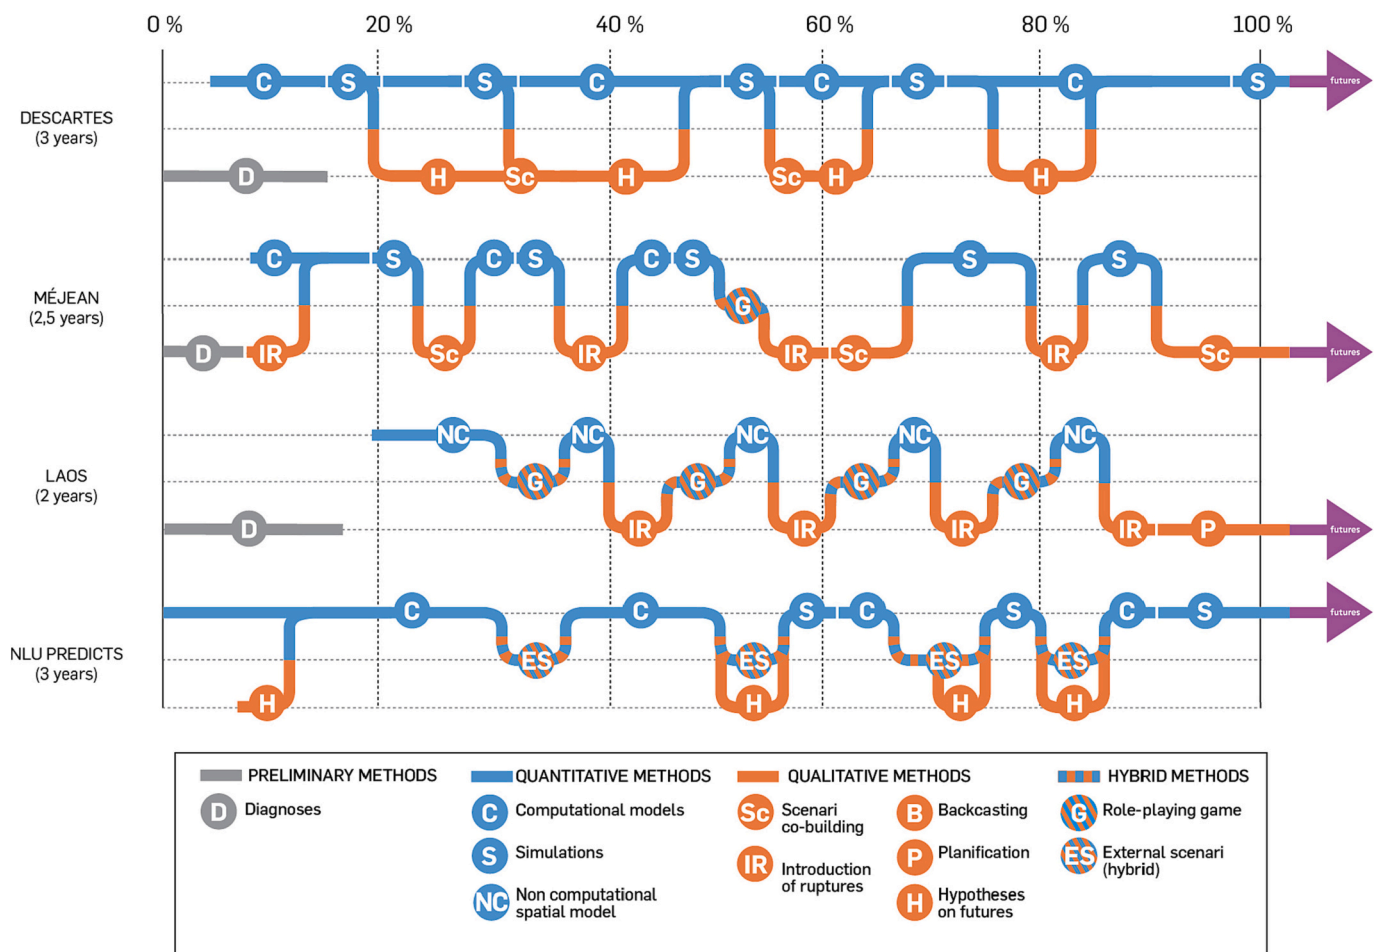 0 % 20 % 40 % 60 % 80 % 100 %
C S S C S C S C S futures
DESCARTES
(3 years)
D H Sc H Sc H H
C S C S C S S S
MÉJEAN
(2,5 years)
G
D IR Sc IR IR Sc IR Sc futures
NC NC NC NC NC
LAOS
(2 years)
G G G G
D IR IR IR IR P futures
C C S C S C S futures
NLU PREDICTS
(3 years)
ES ES ES ES
H H H H
PRELIMINARY METHODS
D Diagnoses
QUANTITATIVE METHODS
C Computational models
S Simulations
NC Non computational
spatial model
QUALITATIVE METHODS
Sc Scenari
co-building
IR Introduction
of ruptures
B Backcasting
P Planification
H Hypotheses
on futures
HYBRID METHODS
G Role-playing game
ES External scenari
(hybrid)